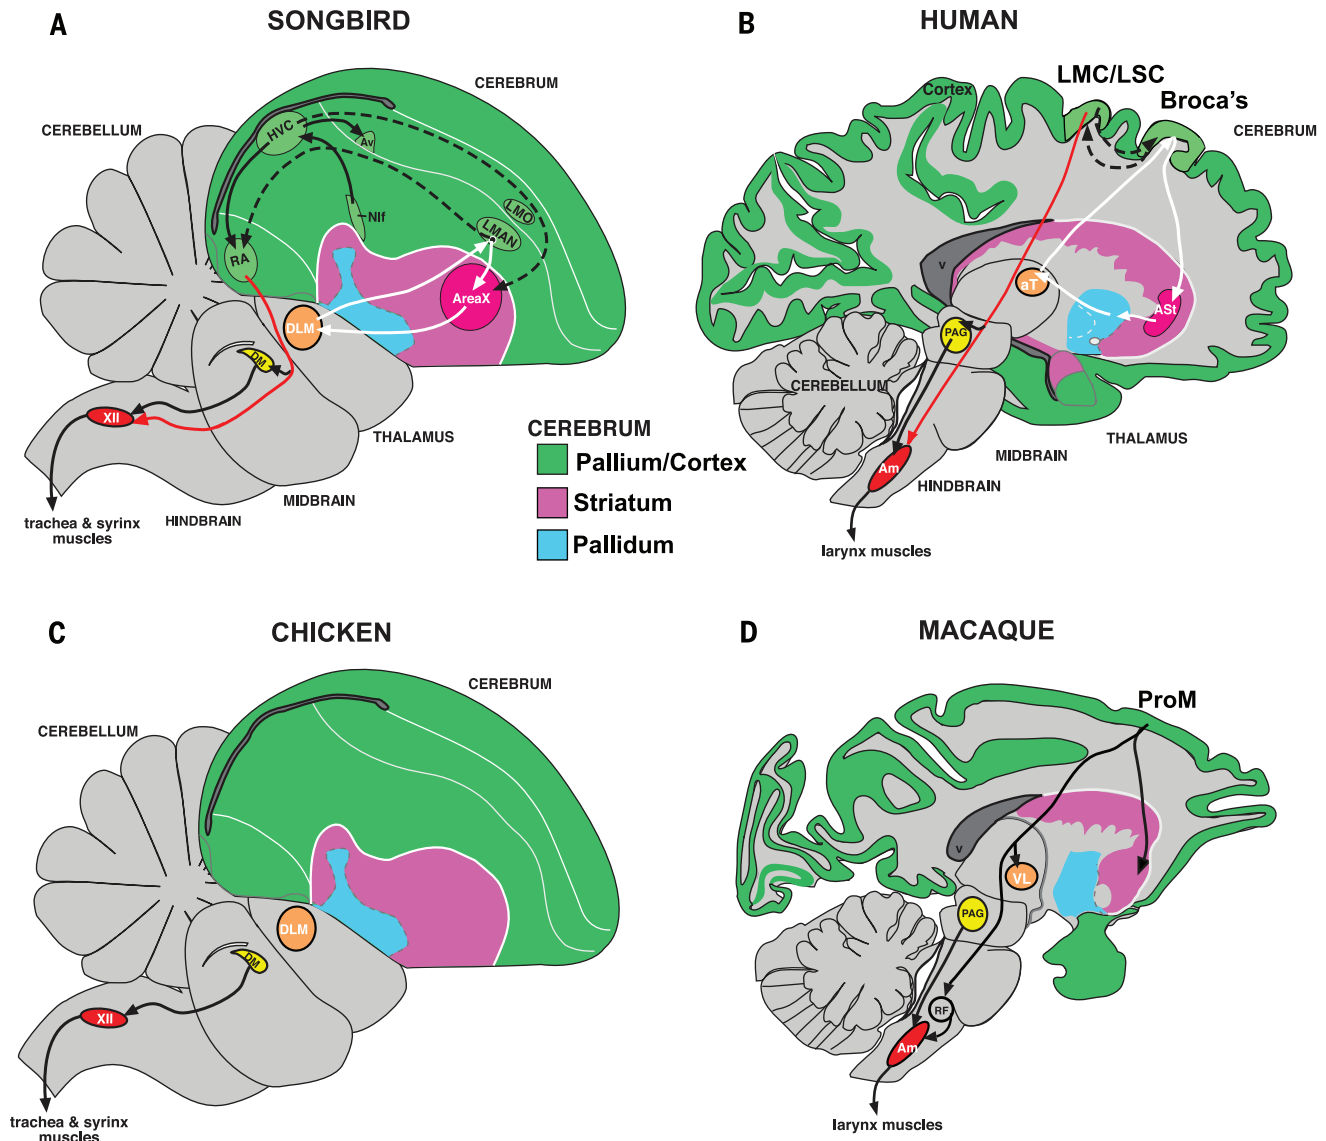 A
SONGBIRD
CEREBRUM
CEREBELLUM
HVC
Av
NIf
LMO
LMAN
RA
AreaX
DLM
DM
XII
THALAMUS
MIDBRAIN
HINDBRAIN
trachea & syrinx
muscles
B
HUMAN
LMC/LSC
Cortex
Broca's
CEREBRUM
v
aT
ASt
PAG
CEREBELLUM
THALAMUS
MIDBRAIN
Am
HINDBRAIN
larynx muscles
CEREBRUM
Pallium/Cortex
Striatum
Pallidum
C
CHICKEN
CEREBRUM
CEREBELLUM
DLM
DM
XII
trachea & syrinx
muscles
D
MACAQUE
ProM
v
VL
PAG
RF
Am
larynx muscles